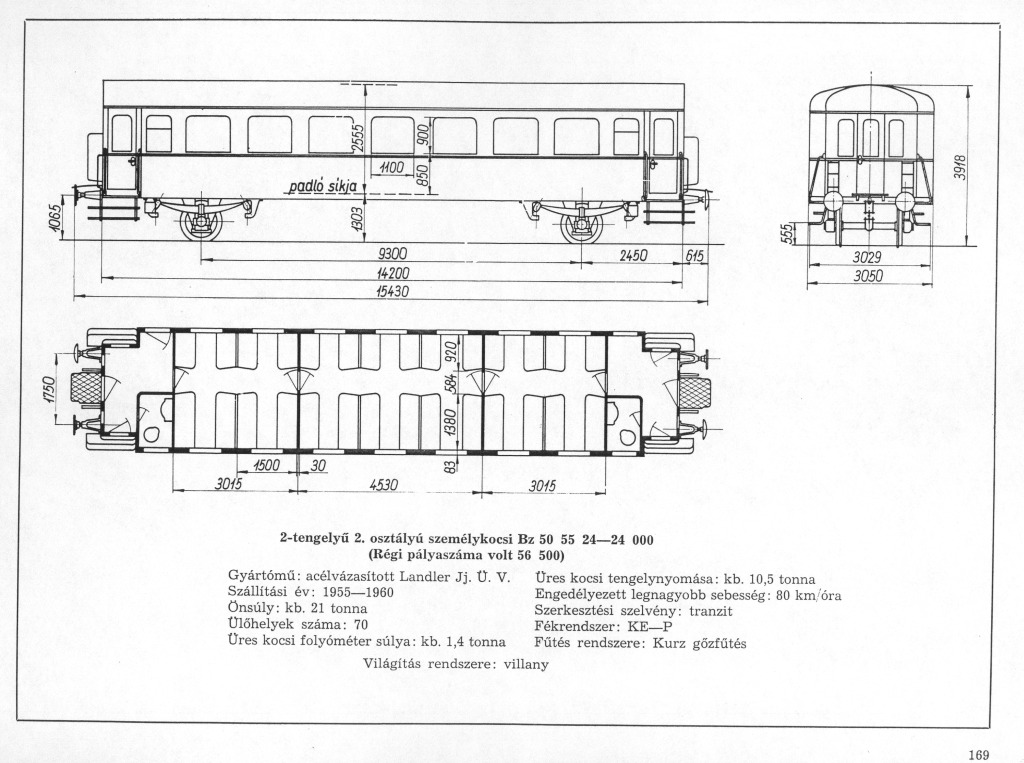 2555
900
1100
850
padló síkja
1303
1065
9300
2450
615
14200
15430
3918
555
3029
3050
1750
920
584
1380
83
1500
30
3015
4530
3015
2-tengelyű 2. osztályú személykocsi Bz 50 55 24—24 000
(Régi pályaszáma volt 56 500)
Gyártómű: acélvázasított Landler Jj. Ü. V.
Szállítási év: 1955—1960
Önsúly: kb. 21 tonna
Ülőhelyek száma: 70
Üres kocsi folyóméter súlya: kb. 1,4 tonna
Üres kocsi tengelynyomása: kb. 10,5 tonna
Engedélyezett legnagyobb sebesség: 80 km/óra
Szerkesztési szelvény: tranzit
Fékrendszer: KE—P
Fűtés rendszere: Kurz gőzfűtés
Világítás rendszere: villany
169